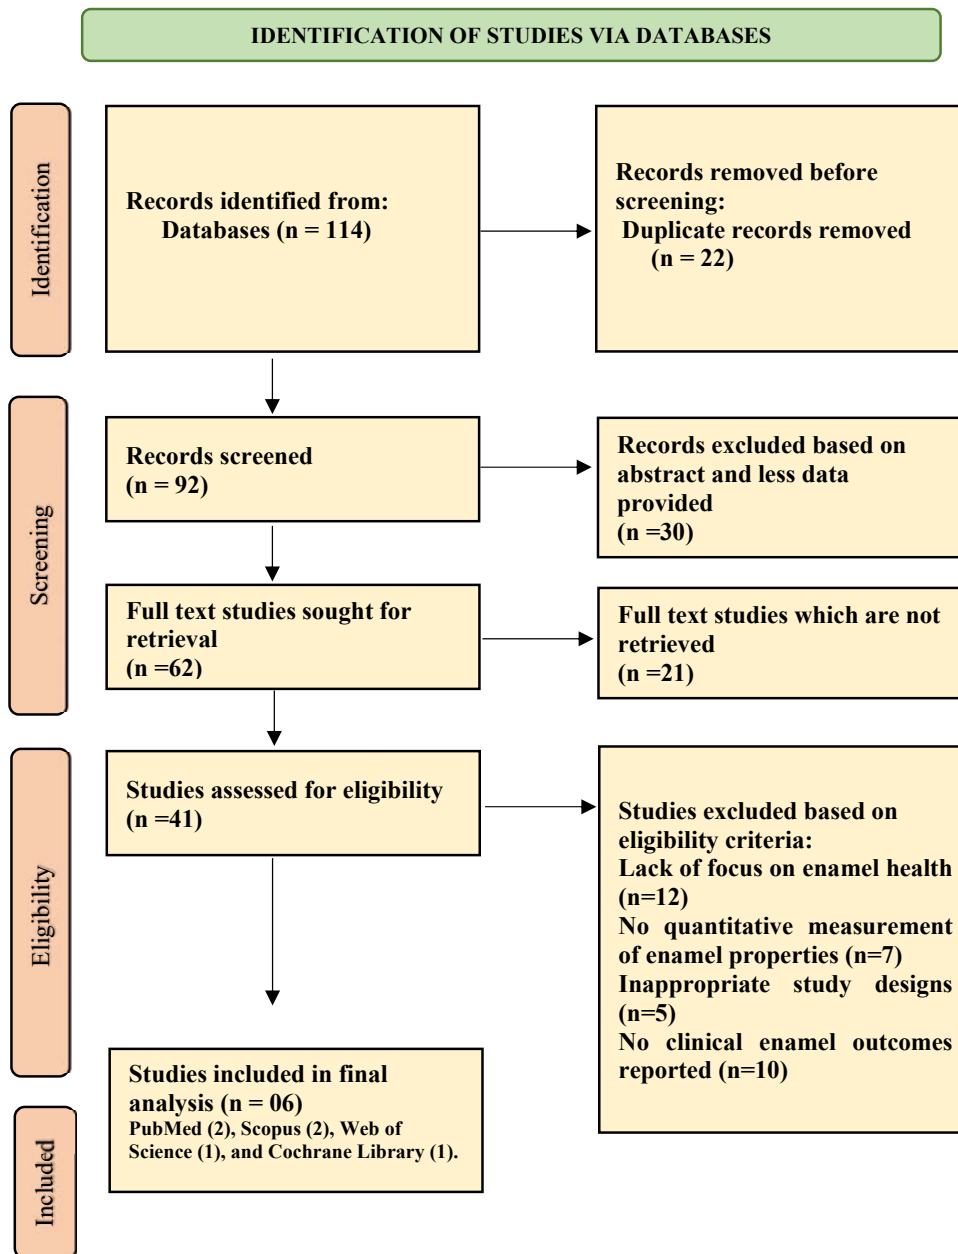 IDENTIFICATION OF STUDIES VIA DATABASES
Identification
Records identified from:
Databases (n = 114)
Records removed before
screening:
Duplicate records removed
(n = 22)
Screening
Records screened
(n = 92)
Records excluded based on
abstract and less data
provided
(n =30)
Full text studies sought for
retrieval
(n =62)
Full text studies which are not
retrieved
(n =21)
Eligibility
Studies assessed for eligibility
(n =41)
Studies excluded based on
eligibility criteria:
Lack of focus on enamel health
(n=12)
No quantitative measurement
of enamel properties (n=7)
Inappropriate study designs
(n=5)
No clinical enamel outcomes
reported (n=10)
Included
Studies included in final
analysis (n = 06)
PubMed (2), Scopus (2), Web of
Science (1), and Cochrane Library (1).